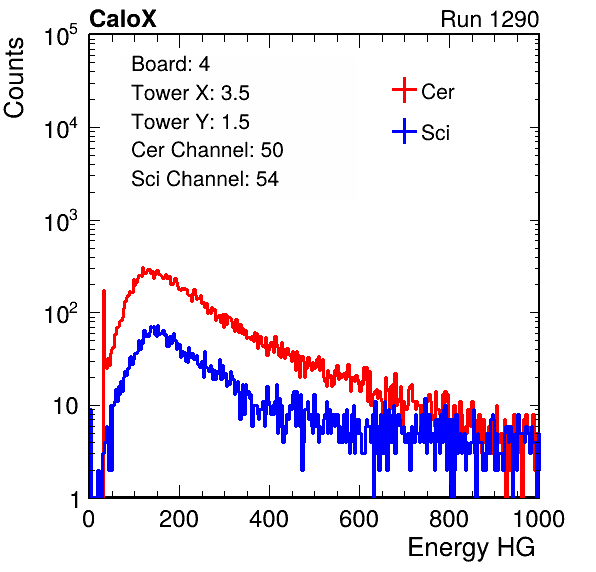 CaloX Run 1290
Counts
Board: 4
Tower X: 3.5
Tower Y: 1.5
Cer Channel: 50
Sci Channel: 54
Cer
Sci
10^5
10^4
10^3
10^2
10
1
0 200 400 600 800 1000
Energy HG